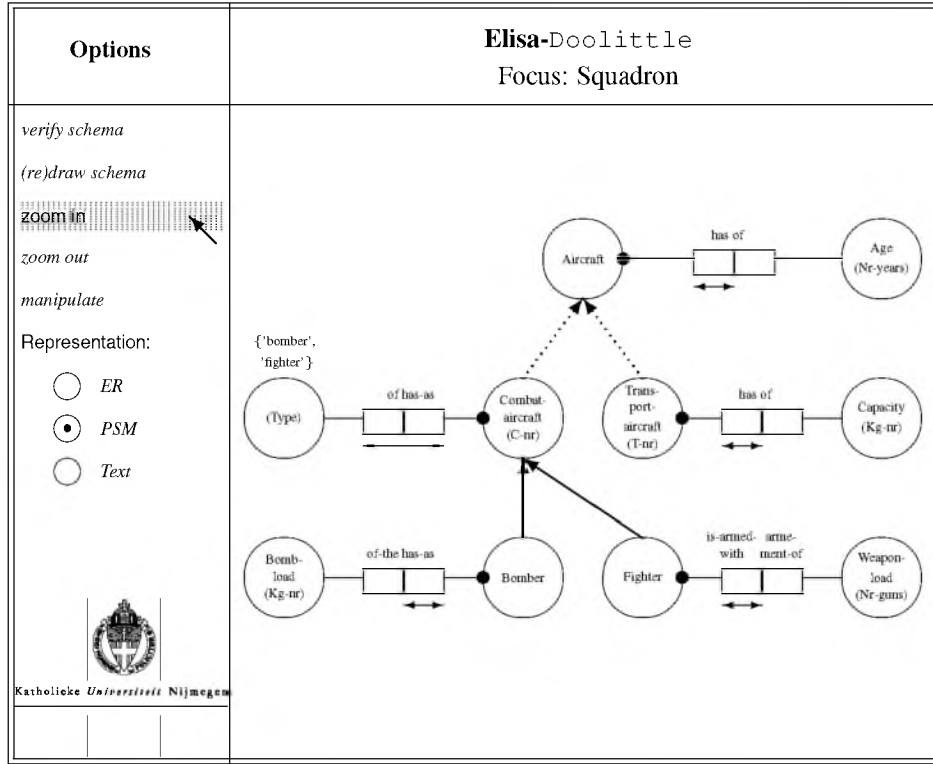 Options
Elisa-Doolittle
Focus: Squadron
verify schema
(re)draw schema
zoom in
zoom out
manipulate
Representation:
ER
PSM
Text
Katholieke Universiteit Nijmegen
Aircraft
has of
Age
(Nr-years)
{'bomber',
'fighter'}
(Type)
of has-as
Combat-
aircraft
(C-nr)
Trans-
port-
aircraft
(T-nr)
has of
Capacity
(Kg-nr)
Bomb-
load
(Kg-nr)
of-the has-as
Bomber
Fighter
is-armed- arme-
with ment-of
Weapon-
load
(Nr-guns)